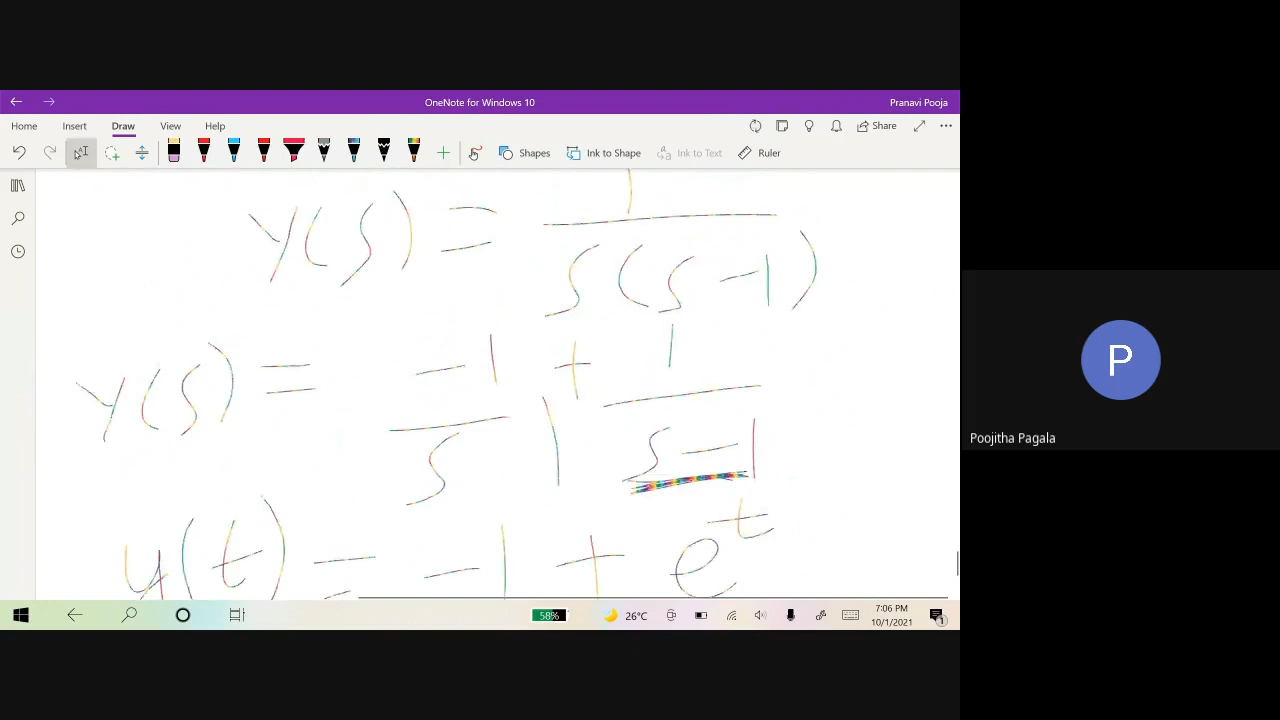 OneNote for Windows 10
Pranavi Pooja
Home Insert Draw View Help
Share
Shapes Ink to Shape Ink to Text Ruler
Y(s) = 1 / s(s-1)
Y(s) = -1/s + 1/s-1
y(t) = -1 + e^t
P
Poojitha Pagala
58%
26°C
7:06 PM
10/1/2021
1